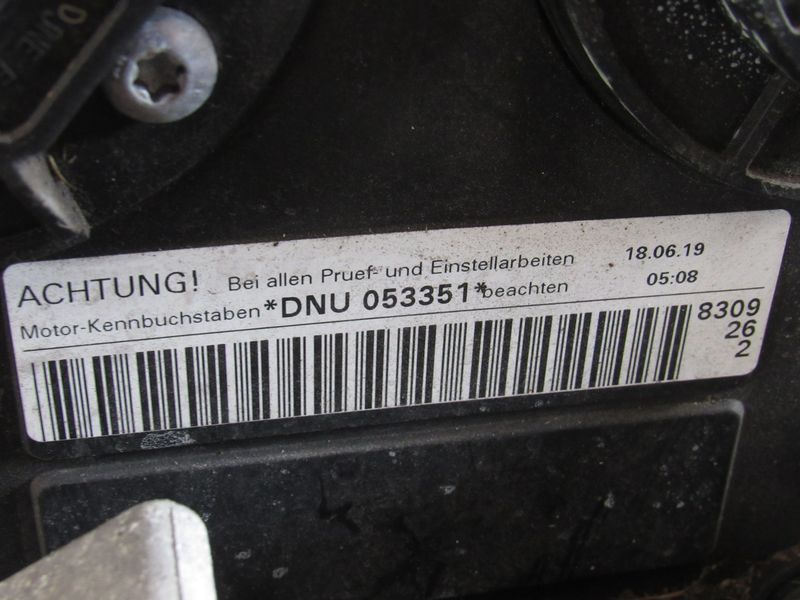 ACHTUNG! Bei allen Pruef- und Einstellarbeiten 18.06.19
Motor-Kennbuchstaben *DNU 053351* beachten 05:08
8309
26
2